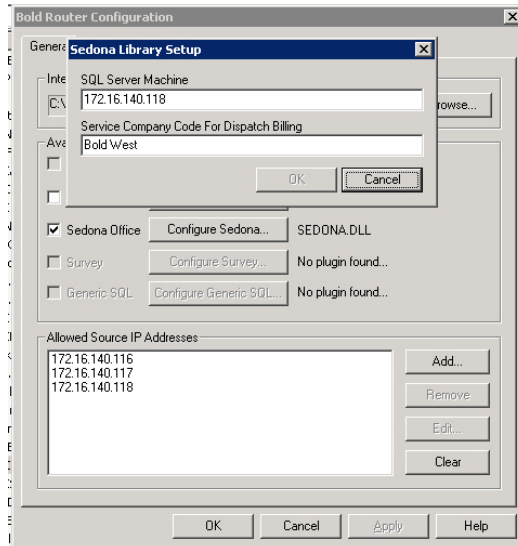 Bold Router Configuration
Genera
Sedona Library Setup
SQL Server Machine
Inte
172.16.140.118
C:\
rowse...
Service Company Code For Dispatch Billing
Ava
Bold West
OK
Cancel
Sedona Office
Configure Sedona...
SEDONA.DLL
Survey
Configure Survey...
No plugin found...
Generic SQL
Configure Generic SQL...
No plugin found...
Allowed Source IP Addresses
172.16.140.116
172.16.140.117
172.16.140.118
Add...
Remove
Edit...
Clear
OK
Cancel
Apply
Help